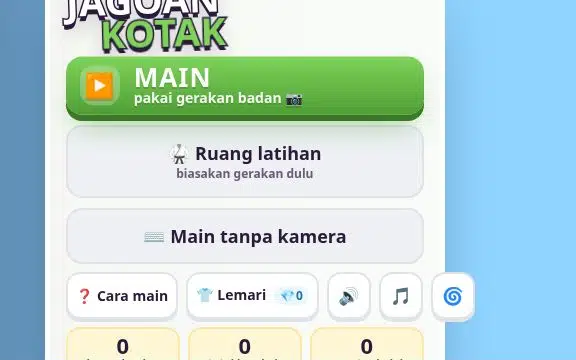 JAGOAN
KOTAK
MAIN
pakai gerakan badan
Ruang latihan
biasakan gerakan dulu
Main tanpa kamera
Cara main
Lemari 0
0 0 0